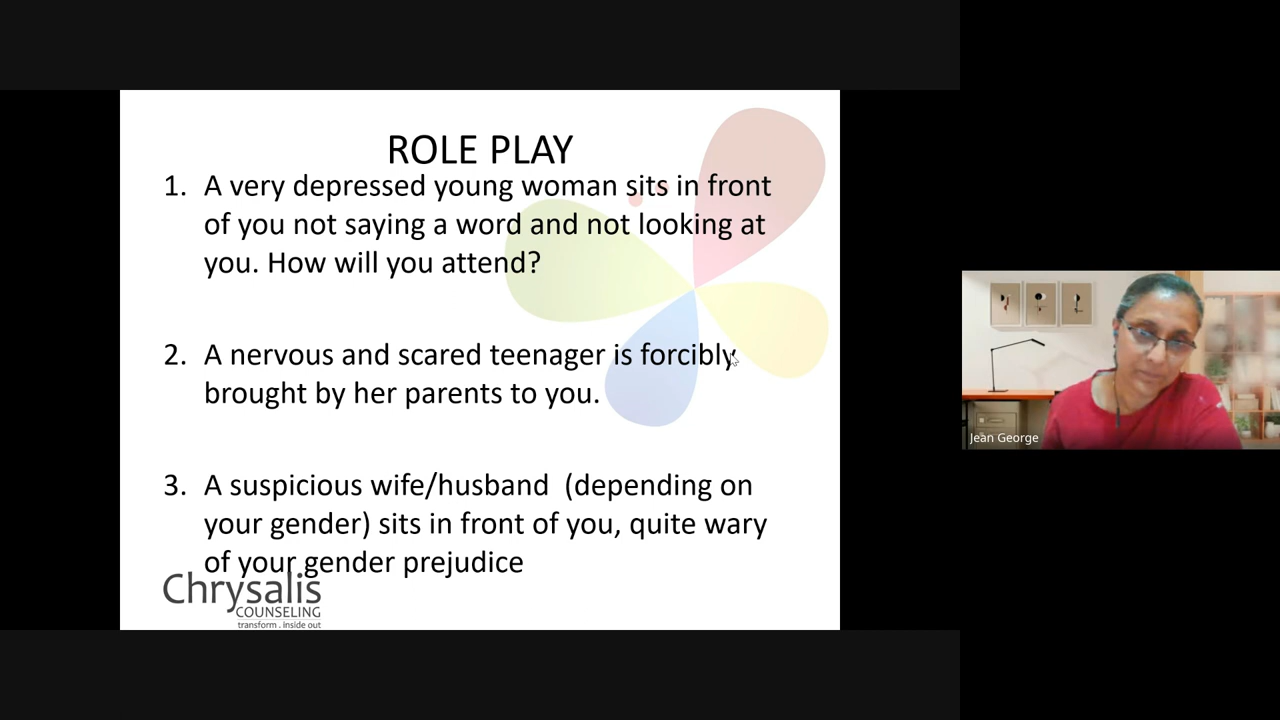 ROLE PLAY
1. A very depressed young woman sits in front
of you not saying a word and not looking at
you. How will you attend?
2. A nervous and scared teenager is forcibly
brought by her parents to you.
3. A suspicious wife/husband (depending on
your gender) sits in front of you, quite wary
of your gender prejudice
Chrysalis
COUNSELING
transform . inside out
Jean George